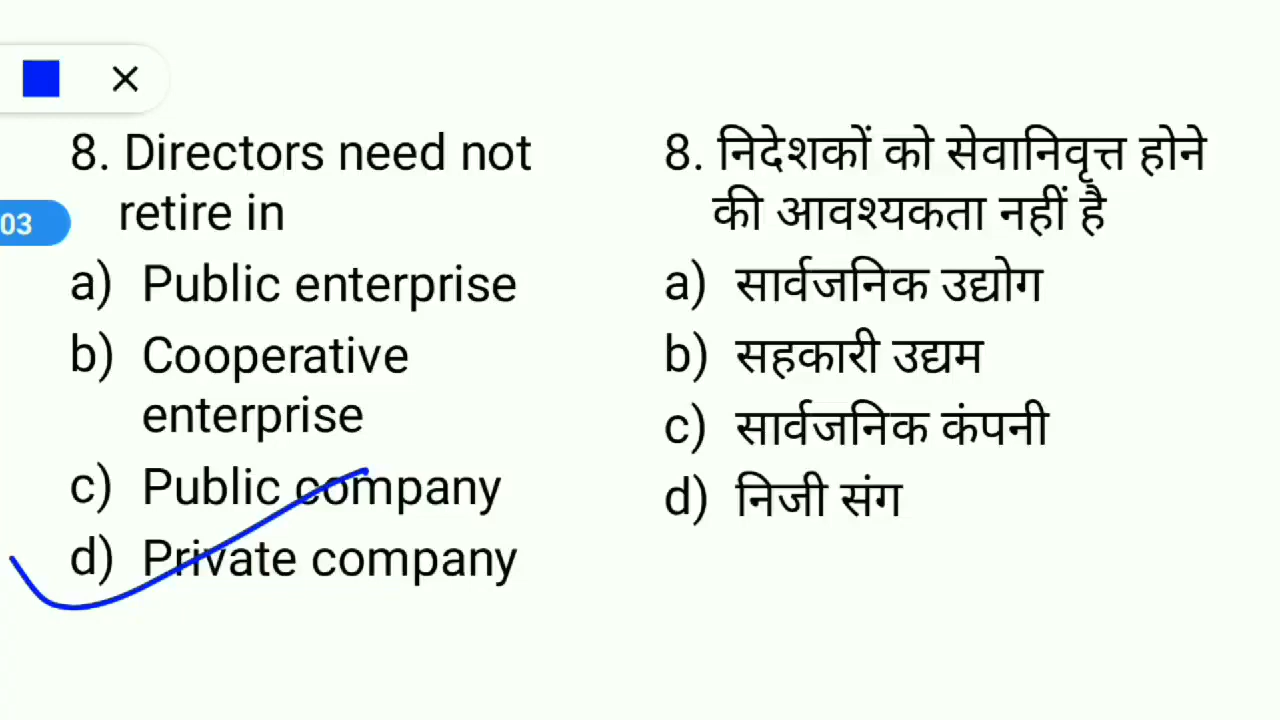 8. Directors need not
retire in
a) Public enterprise
b) Cooperative
enterprise
c) Public company
d) Private company
03
8. निदेशकों को सेवानिवृत्त होने
की आवश्यकता नहीं है
a) सार्वजनिक उद्योग
b) सहकारी उद्यम
c) सार्वजनिक कंपनी
d) निजी संग